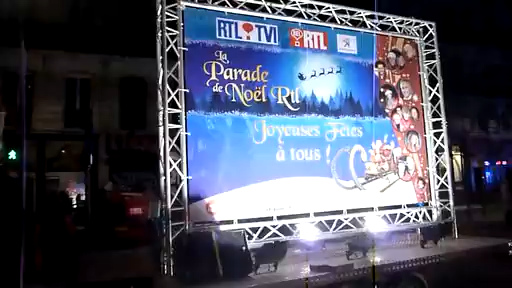 RTL TVI
RTL
La
Parade
de Noël RTL
Joyeuses Fêtes
à tous !